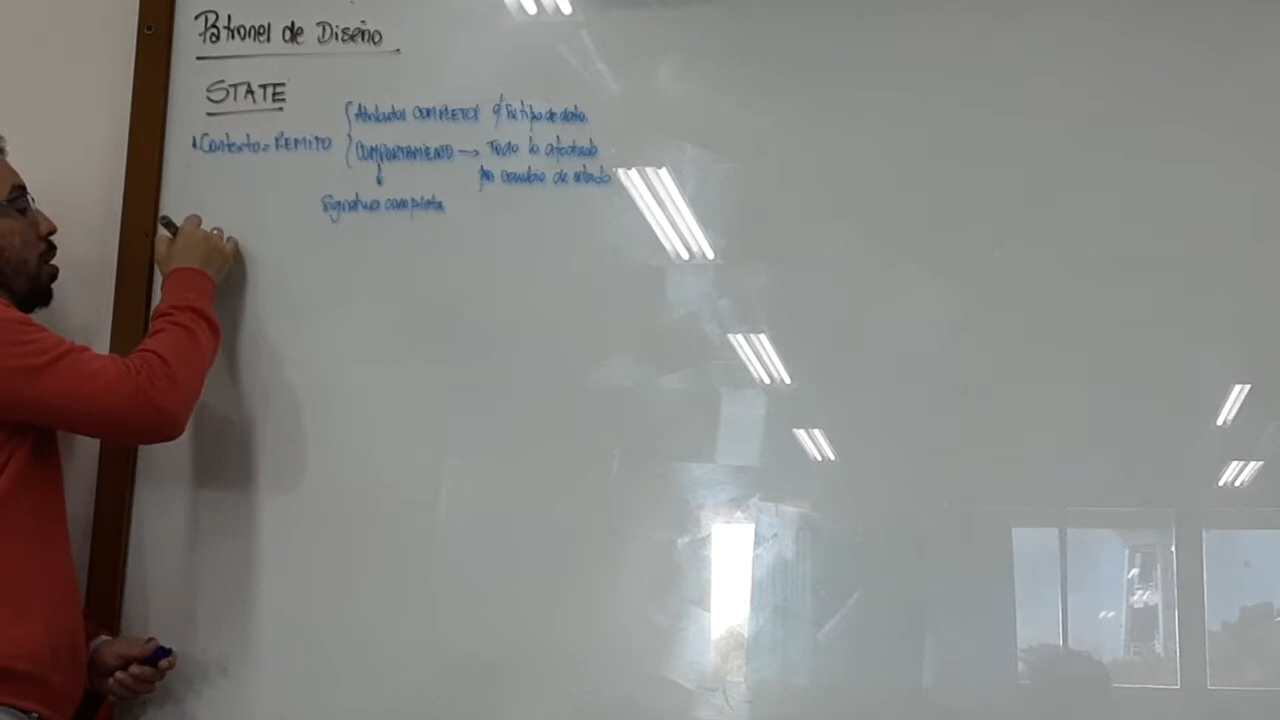 Patrones de Diseño
STATE
1. Contexto = REMITO
Atributos COMPLETOS c/ su tipo de dato.
COMPORTAMIENTO → Todo lo afectado
por cambio de estado
Signatura completa